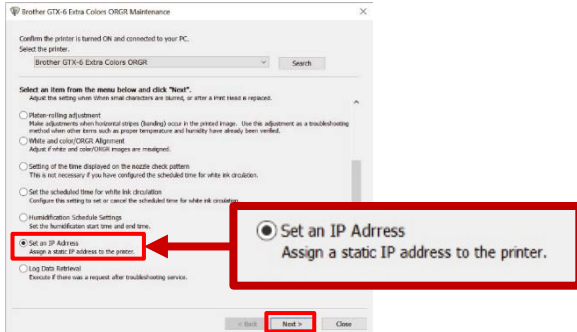 Brother GTX-6 Extra Colors ORGR Maintenance
Confirm the printer is turned ON and connected to your PC.
Select the printer.
Brother GTX-6 Extra Colors ORGR
Search
Select an item from the menu below and click "Next".
Adjust the setting when When small characters are blurred, or after a Print Head is replaced.
Platen-rolling adjustment
Make adjustments when horizontal stripes (banding) occur in the printed image. Use this adjustment as a troubleshooting
method when other items such as proper temperature and humidity have already been verified.
White and color/ORGR Alignment
Adjust if white and color/ORGR images are misaligned.
Setting of the time displayed on the nozzle check pattern
This is not necessary if you have configured the scheduled time for white ink circulation.
Set the scheduled time for white ink circulation
Configure this setting to set or cancel the scheduled time for white ink circulation.
Humidification Schedule Settings
Set the humidification start time and end time.
Set an IP Adrress
Assign a static IP address to the printer.
Log Data Retrieval
Execute if there was a request after troubleshooting service.
Set an IP Adrress
Assign a static IP address to the printer.
< Back
Next >
Close